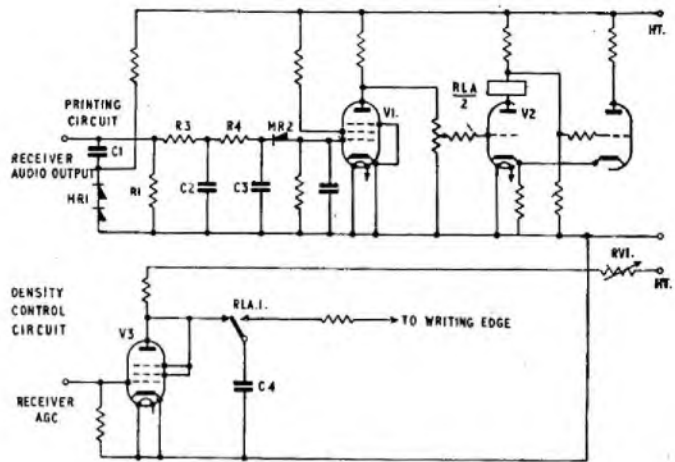 HT.
RLA
2
PRINTING
CIRCUIT
V1.
V2
R3
R4
MR2
C1
RECEIVER
AUDIO OUTPUT
MR1
R1
C2
C3
RV1.
HT.
DENSITY
CONTROL
CIRCUIT
RLA.1.
TO WRITING EDGE
V3
C4
RECEIVER
AGC